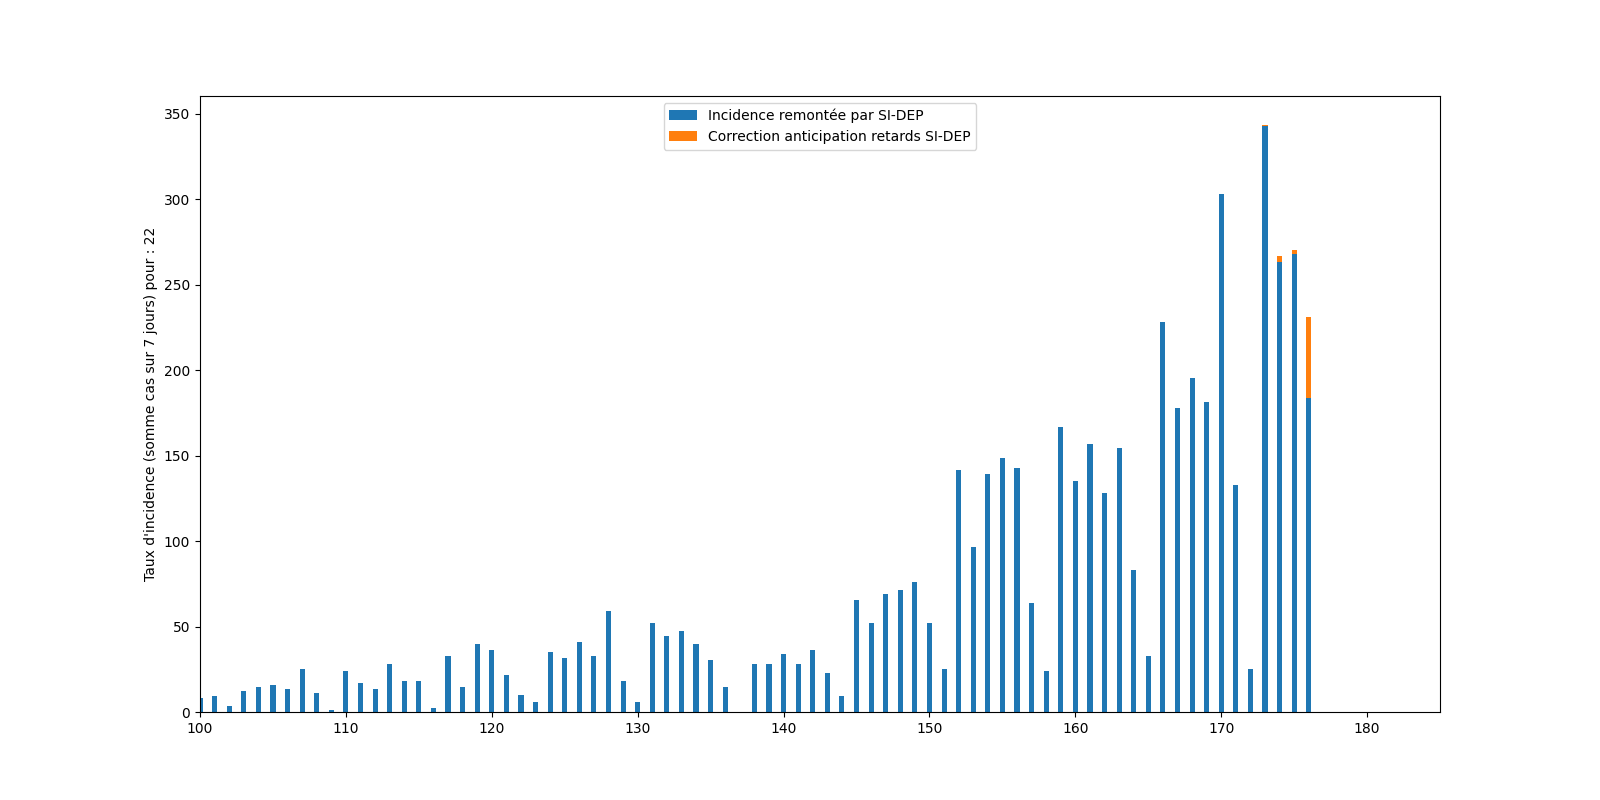 Incidence remontée par SI-DEP
Correction anticipation retards SI-DEP
Taux d'incidence (somme cas sur 7 jours) pour : 22
350
300
250
200
150
100
50
0
100 110 120 130 140 150 160 170 180